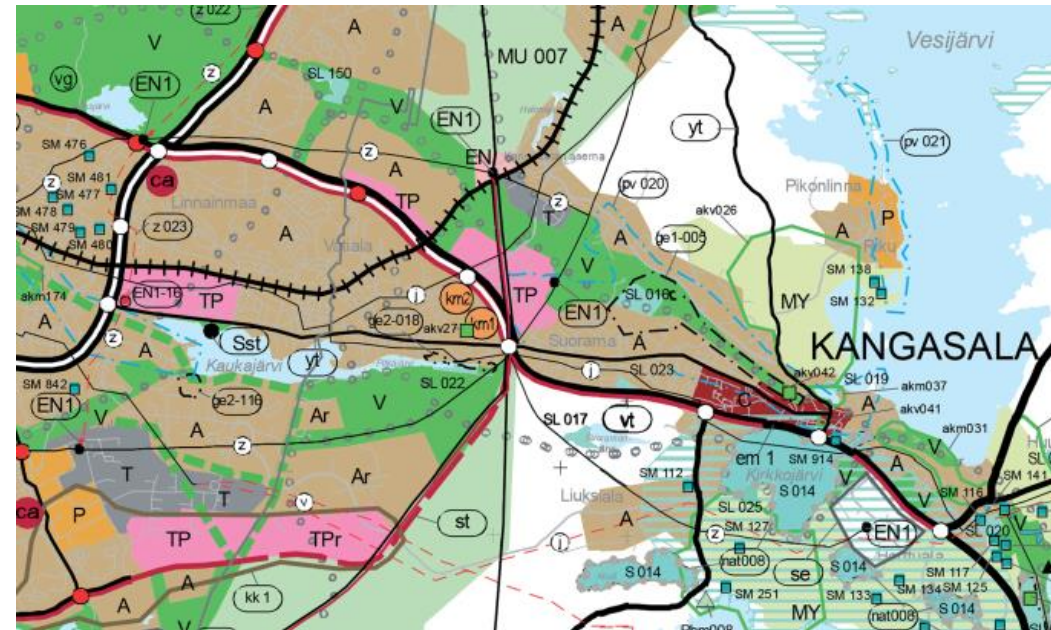 z 022
V
A
A
Vesijärvi
MU 007
vg
EN1
z
SL 150
V
A
EN1
yt
pv 021
SM 476
z
A
EN
ca
SM 481
z
SM 477
Linnainmaa
TP
T
z
pv 020
Pikonlinna
akv026
SM 478
z 023
A
A
P
SM 479
SM 480
A
Vatiala
V
ge1-005
A
Riku
SM 138
akm174
EN1-16
TP
j
km2
TP
SL 016
MY
SM 132
A
z
ge2-018
akv27
km1
EN1
Sst
yt
Suorama
A
KANGASALA
A
Kaukajärvi
j
SL 023
akv042
SL 019
akm037
SM 842
SL 022
C
A
akv041
EN1
ge2-116
Ar
V
SL 017
vt
V
akm031
V
A
z
em 1
SM 914
A
T
Ar
SM 112
Kirkkojärvi
V
SM 116
SM 141
T
v
Liuksiala
A
S 014
V
ca
P
st
SL 025
SL 020
V
TP
TPr
SM 127
z
EN1
j
nat008
se
S 014
S 014
SM 117
A
SM 134
SM 125
A
kk 1
SM 251
MY
SM 133
nat008
S 014
V